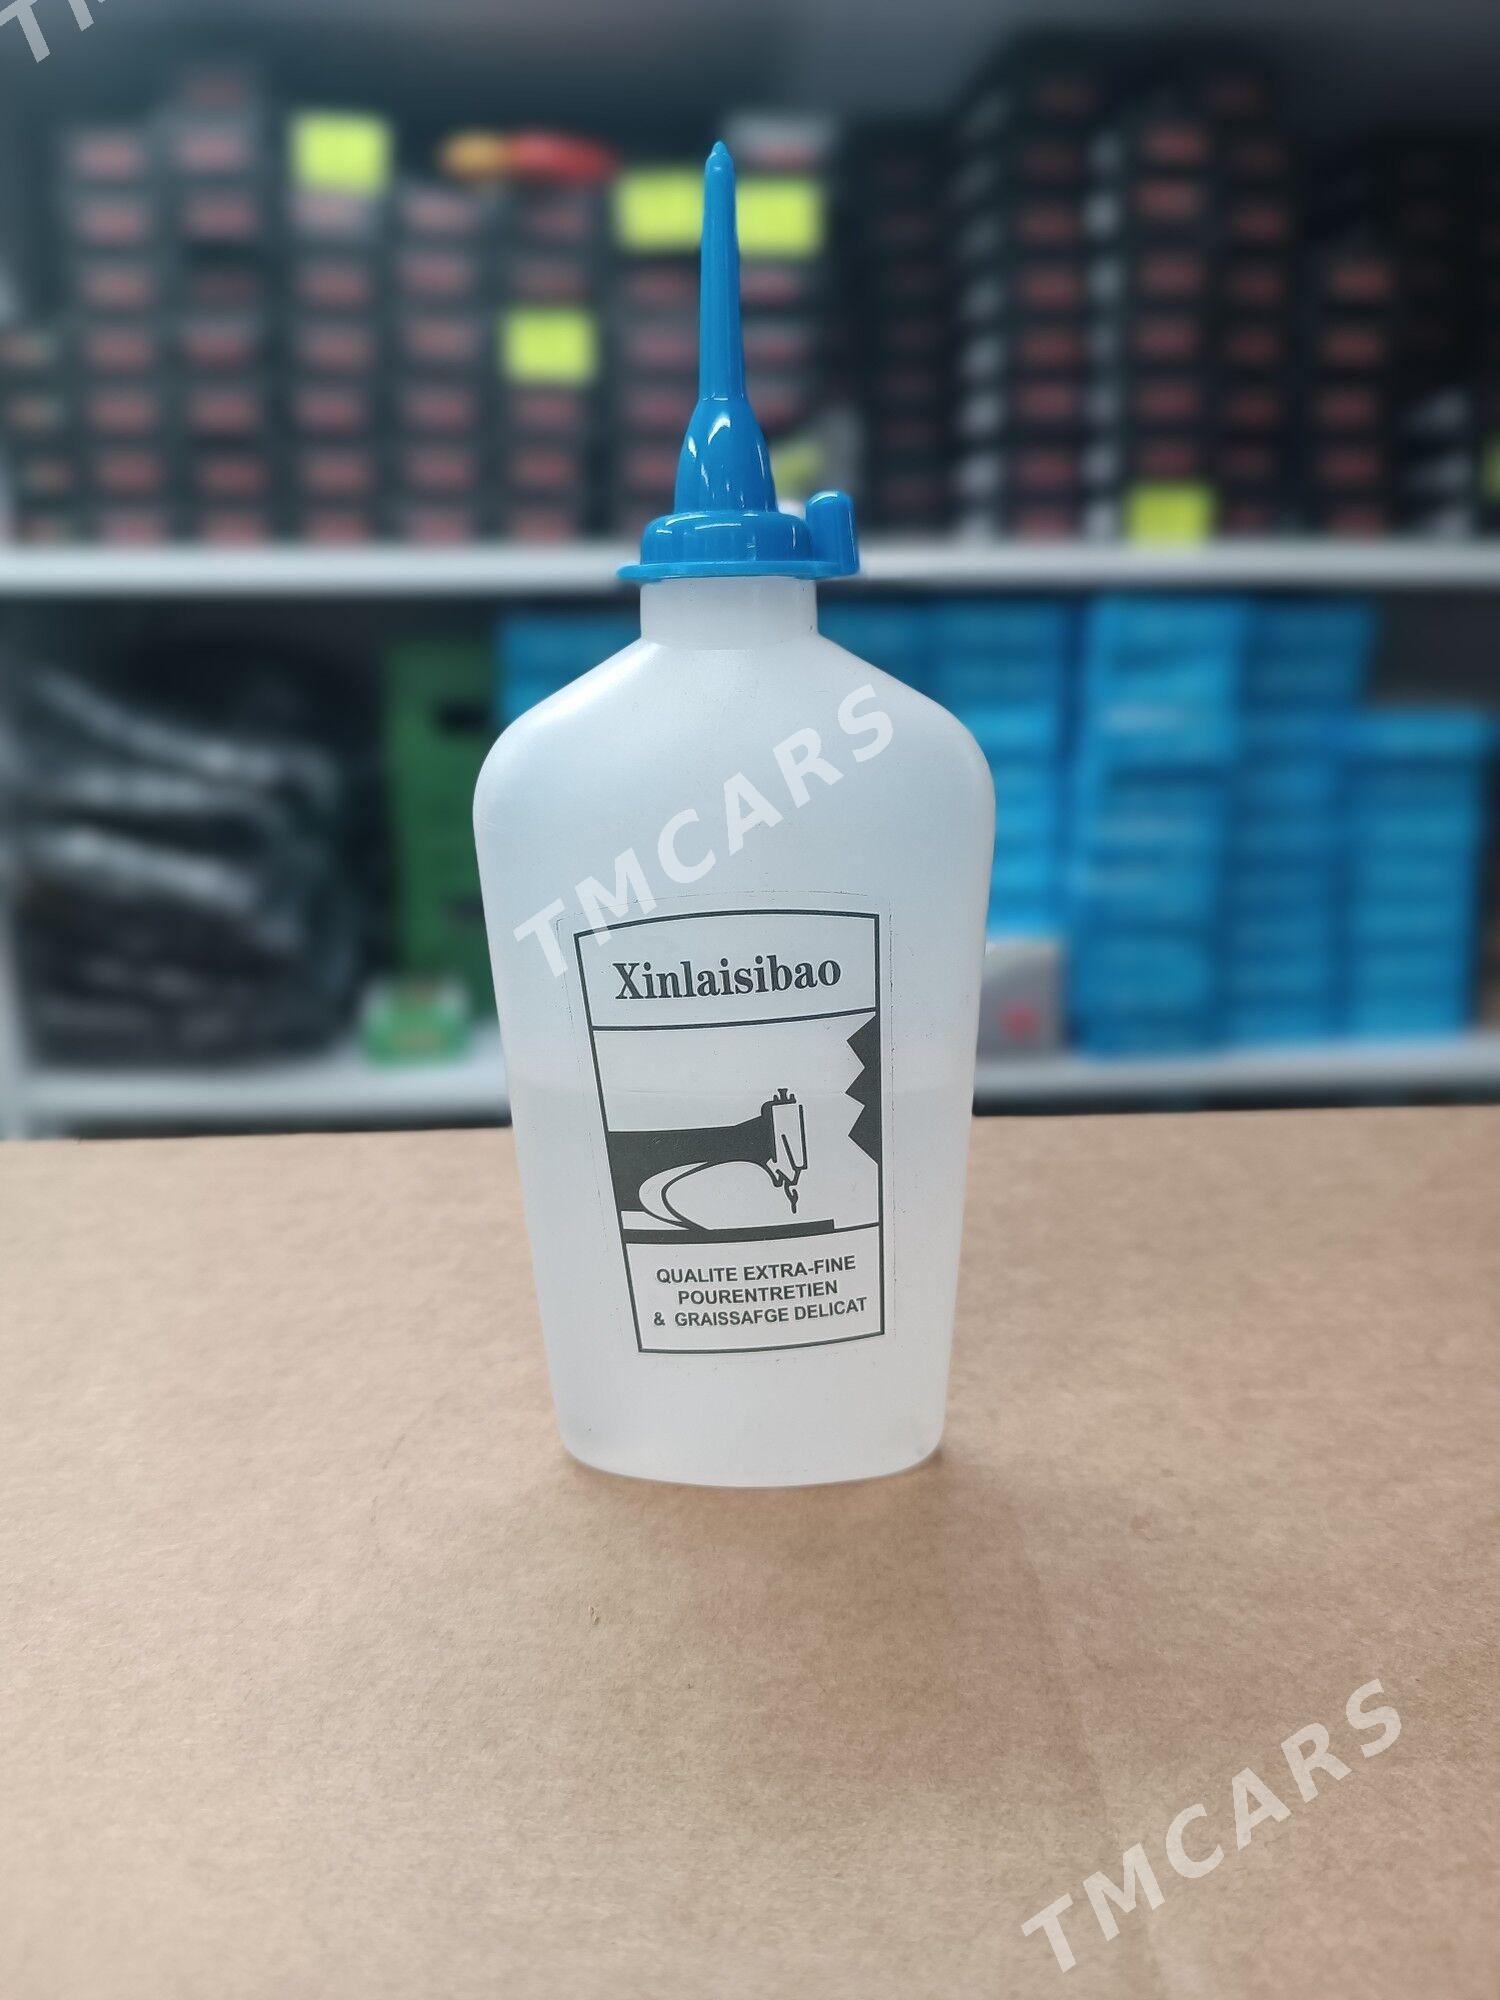 TMCARS
Xinlaisibao
QUALITE EXTRA-FINE
POURENTRETIEN
& GRAISSAFGE DELICAT
TMCARS